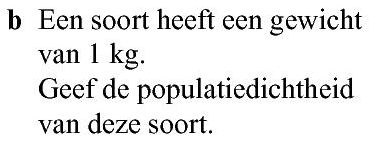 b Een soort heeft een gewicht
van 1 kg.
Geef de populatiedichtheid
van deze soort.